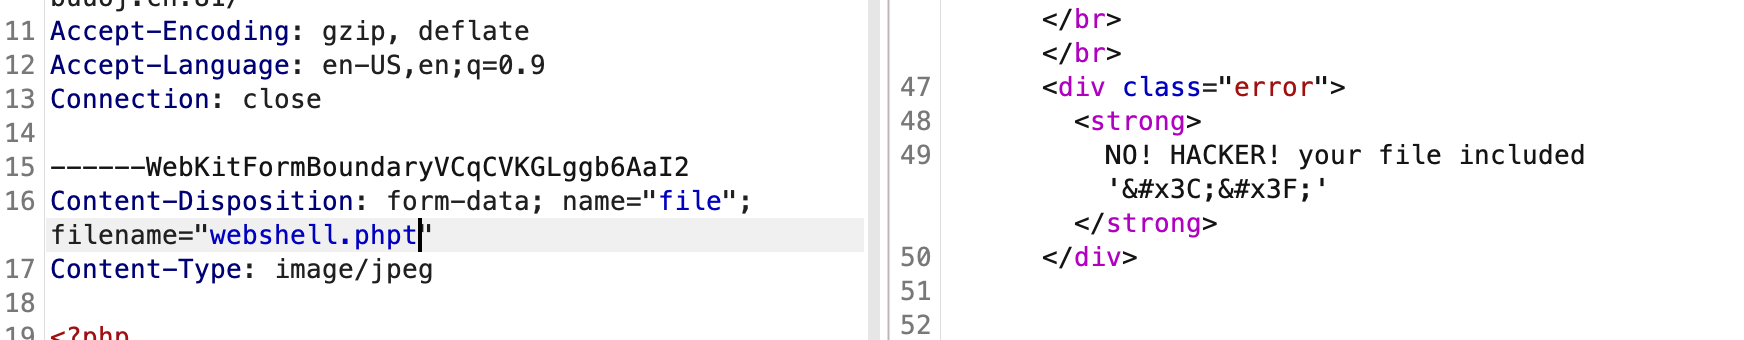 11 Accept-Encoding: gzip, deflate
12 Accept-Language: en-US,en;q=0.9
13 Connection: close
14
15 ------WebKitFormBoundaryVCqCVKGLggb6AaI2
16 Content-Disposition: form-data; name="file";
filename="webshell.phpt"
17 Content-Type: image/jpeg
18
19 <?php
</br>
</br>
47 <div class="error">
48 <strong>
49 NO! HACKER! your file included
'&#x3C;&#x3F;'
</strong>
50 </div>
51
52